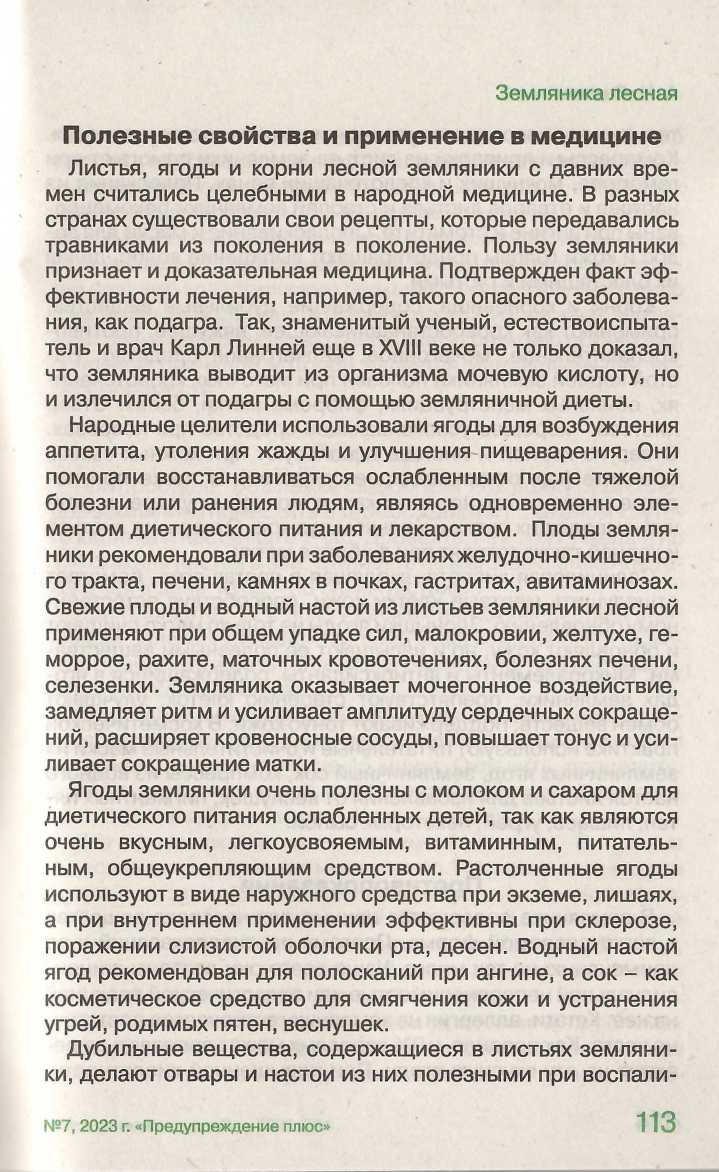 Земляника лесная
Полезные свойства и применение в медицине
Листья, ягоды и корни лесной земляники с давних вре-
мен считались целебными в народной медицине. В разных
странах существовали свои рецепты, которые передавались
травниками из поколения в поколение. Пользу земляники
признает и доказательная медицина. Подтвержден факт эф-
фективности лечения, например, такого опасного заболева-
ния, как подагра. Так, знаменитый ученый, естествоиспыта-
тель и врач Карл Линней еще в XVIII веке не только доказал,
что земляника выводит из организма мочевую кислоту, но
и излечился от подагры с помощью земляничной диеты.
Народные целители использовали ягоды для возбуждения
аппетита, утоления жажды и улучшения пищеварения. Они
помогали восстанавливаться ослабленным после тяжелой
болезни или ранения людям, являясь одновременно эле-
ментом диетического питания и лекарством. Плоды земля-
ники рекомендовали при заболеваниях желудочно-кишечно-
го тракта, печени, камнях в почках, гастритах, авитаминозах.
Свежие плоды и водный настой из листьев земляники лесной
применяют при общем упадке сил, малокровии, желтухе, ге-
моррое, рахите, маточных кровотечениях, болезнях печени,
селезенки. Земляника оказывает мочегонное воздействие,
замедляет ритм и усиливает амплитуду сердечных сокраще-
ний, расширяет кровеносные сосуды, повышает тонус и уси-
ливает сокращение матки.
Ягоды земляники очень полезны с молоком и сахаром для
диетического питания ослабленных детей, так как являются
очень вкусным, легкоусвояемым, витаминным, питатель-
ным, общеукрепляющим средством. Растолченные ягоды
используют в виде наружного средства при экземе, лишаях,
а при внутреннем применении эффективны при склерозе,
поражении слизистой оболочки рта, десен. Водный настой
ягод рекомендован для полосканий при ангине, а сок – как
косметическое средство для смягчения кожи и устранения
угрей, родимых пятен, веснушек.
Дубильные вещества, содержащиеся в листьях земляни-
ки, делают отвары и настои из них полезными при воспали-
№7, 2023 г. «Предупреждение плюс»
113